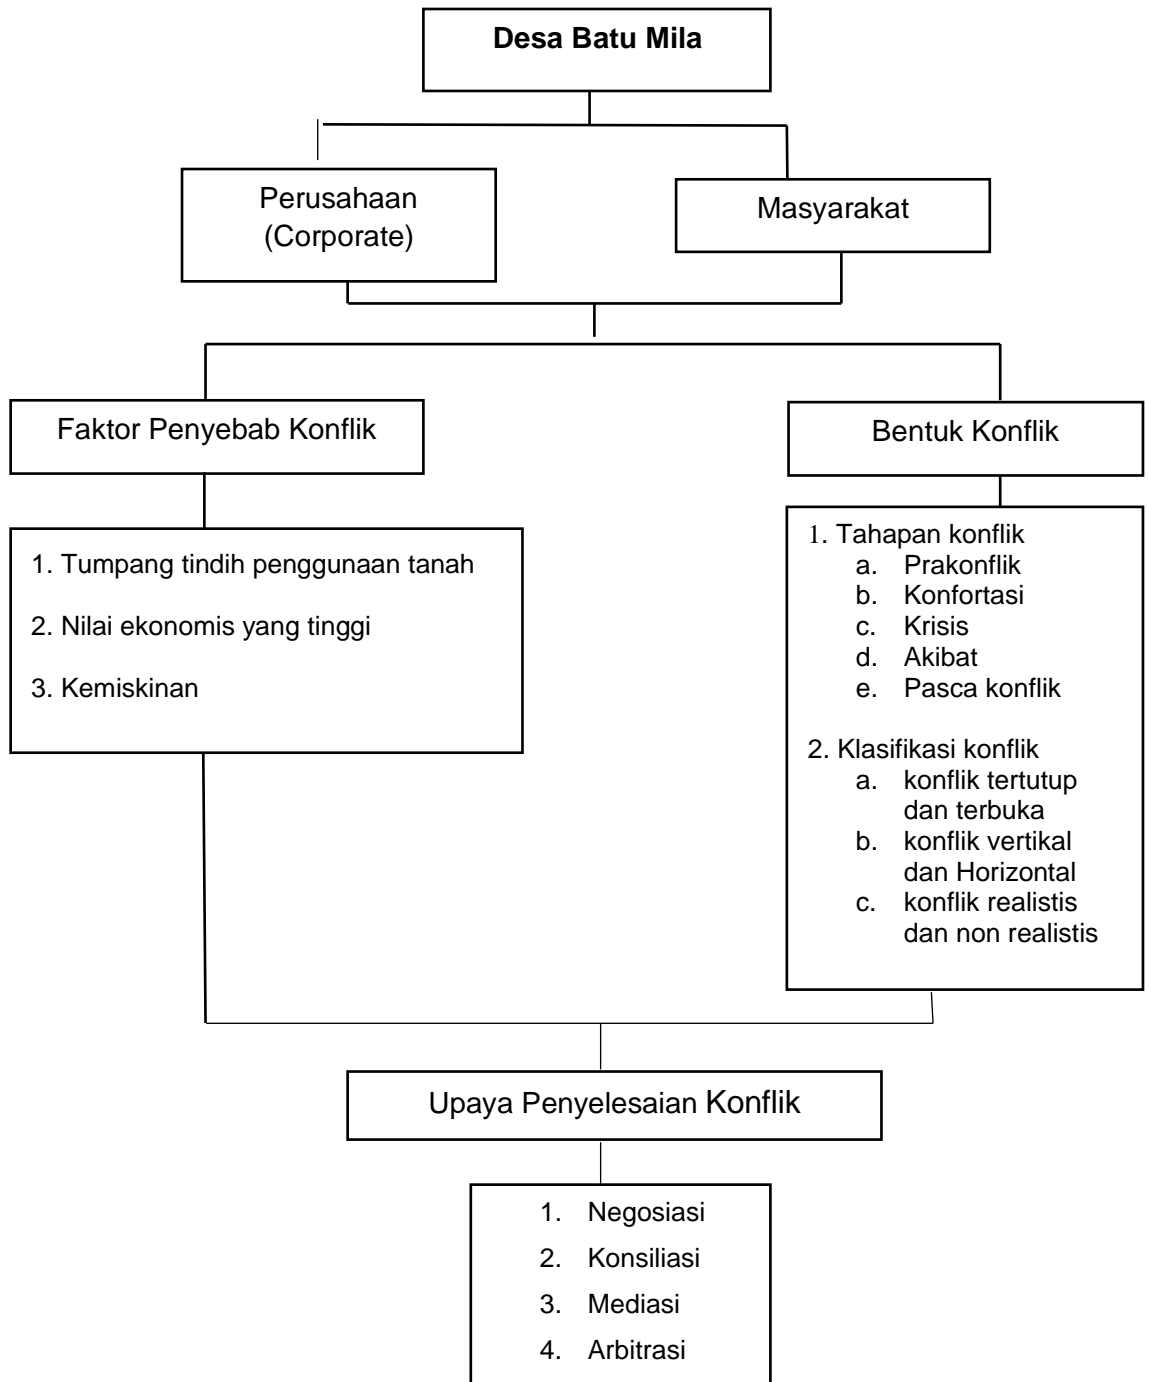 Desa Batu Mila
Perusahaan
(Corporate)
Masyarakat
Faktor Penyebab Konflik
Bentuk Konflik
1. Tumpang tindih penggunaan tanah
2. Nilai ekonomis yang tinggi
3. Kemiskinan
1. Tahapan konflik
a. Prakonflik
b. Konfortasi
c. Krisis
d. Akibat
e. Pasca konflik
2. Klasifikasi konflik
a. konflik tertutup
dan terbuka
b. konflik vertikal
dan Horizontal
c. konflik realistis
dan non realistis
Upaya Penyelesaian Konflik
1. Negosiasi
2. Konsiliasi
3. Mediasi
4. Arbitrasi